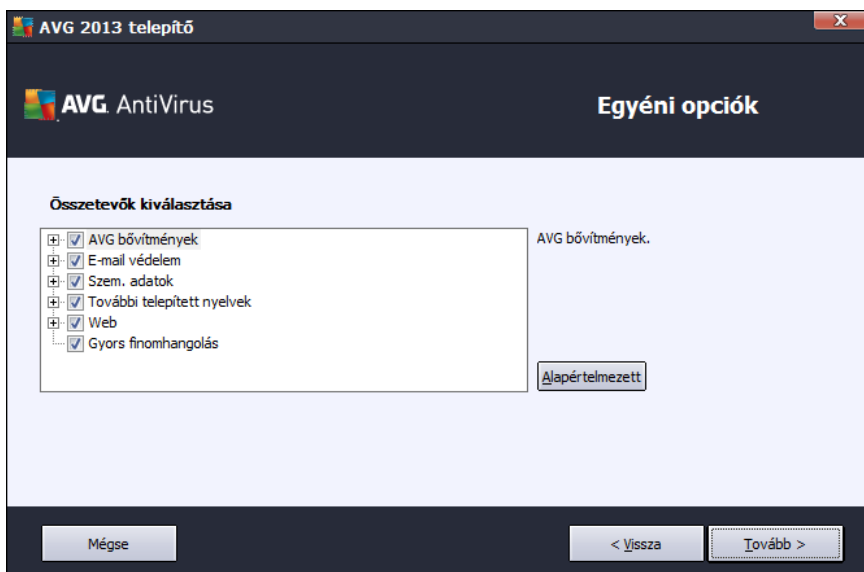 AVG 2013 telepítő
X
AVG. AntiVirus
Egyéni opciók
Összetevők kiválasztása
AVG bővítmények
E-mail védelem
Szem. adatok
További telepített nyelvek
Web
Gyors finomhangolás
AVG bővítmények.
Alapértelmezett
Mégse
< Vissza
Tovább >